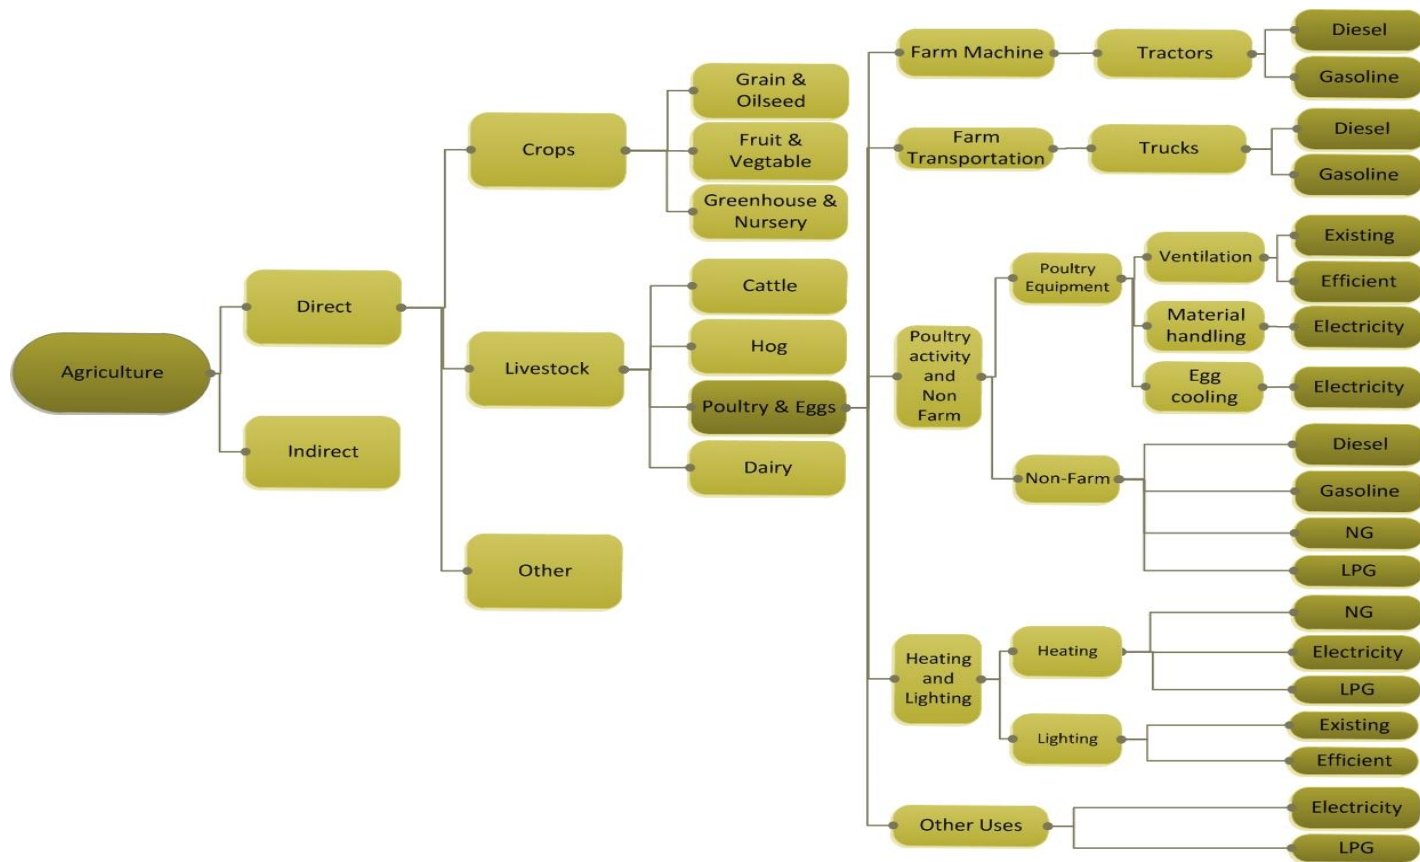 Agriculture
Direct
Indirect
Crops
Livestock
Other
Grain &
Oilseed
Fruit &
Vegtable
Greenhouse &
Nursery
Cattle
Hog
Poultry & Eggs
Dairy
Farm Machine
Tractors
Diesel
Gasoline
Farm
Transportation
Trucks
Diesel
Gasoline
Poultry
activity
and
Non
Farm
Poultry
Equipment
Ventilation
Existing
Efficient
Material
handling
Electricity
Egg
cooling
Electricity
Non-Farm
Diesel
Gasoline
NG
LPG
Heating
and
Lighting
Heating
NG
Electricity
LPG
Lighting
Existing
Efficient
Other Uses
Electricity
LPG